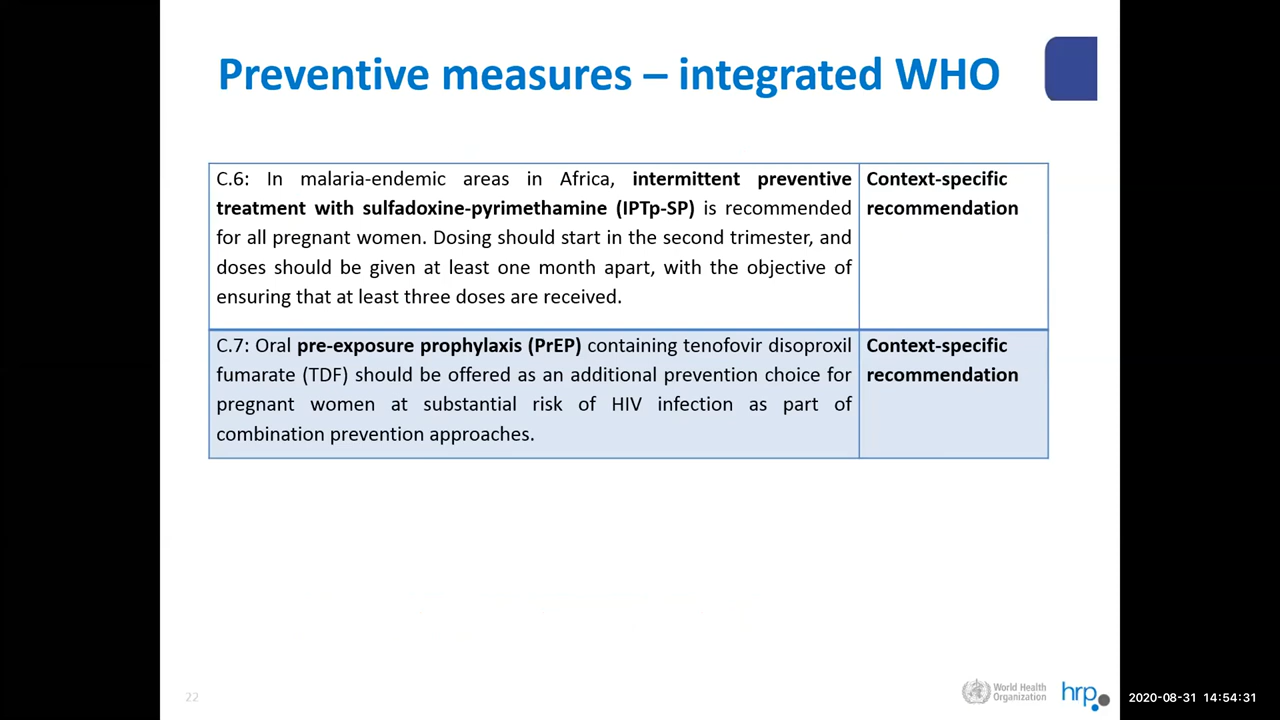 Preventive measures – integrated WHO
C.6: In malaria-endemic areas in Africa, intermittent preventive
treatment with sulfadoxine-pyrimethamine (IPTp-SP) is recommended
for all pregnant women. Dosing should start in the second trimester, and
doses should be given at least one month apart, with the objective of
ensuring that at least three doses are received.
Context-specific
recommendation
C.7: Oral pre-exposure prophylaxis (PrEP) containing tenofovir disoproxil
fumarate (TDF) should be offered as an additional prevention choice for
pregnant women at substantial risk of HIV infection as part of
combination prevention approaches.
Context-specific
recommendation
22
World Health
Organization
hrp
2020-08-31 14:54:31